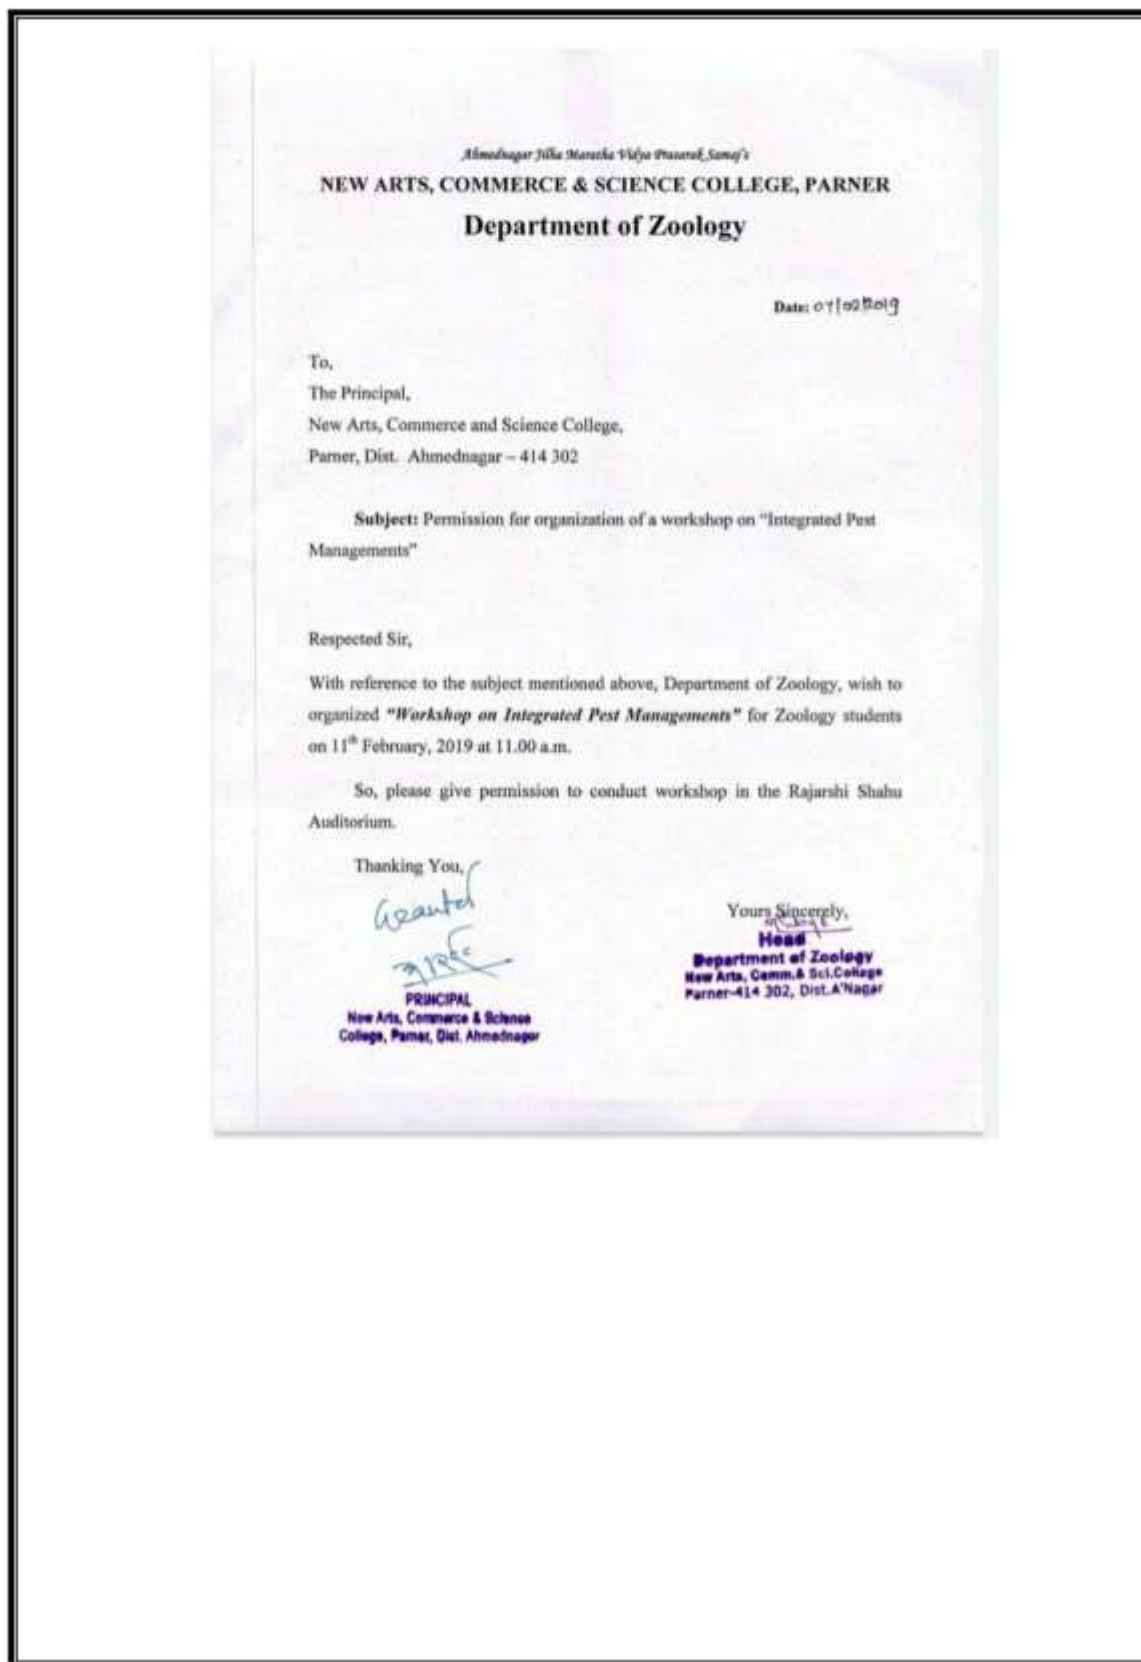 Ahmednagar Jilha Maratha Vidya Prasarak Samaj's
NEW ARTS, COMMERCE & SCIENCE COLLEGE, PARNER
Department of Zoology
Date: 07/02/2019
To,
The Principal,
New Arts, Commerce and Science College,
Parner, Dist. Ahmednagar – 414 302
Subject: Permission for organization of a workshop on “Integrated Pest
Managements”
Respected Sir,
With reference to the subject mentioned above, Department of Zoology, wish to
organized “Workshop on Integrated Pest Managements” for Zoology students
on 11th February, 2019 at 11.00 a.m.
So, please give permission to conduct workshop in the Rajarshi Shahu
Auditorium.
Thanking You,
Granted
PRINCIPAL
New Arts, Commerce & Science
College, Parner, Dist. Ahmednagar
Yours Sincerely,
Head
Department of Zoology
New Arts, Comm.& Sci.College
Parner-414 302, Dist.A'Nagar